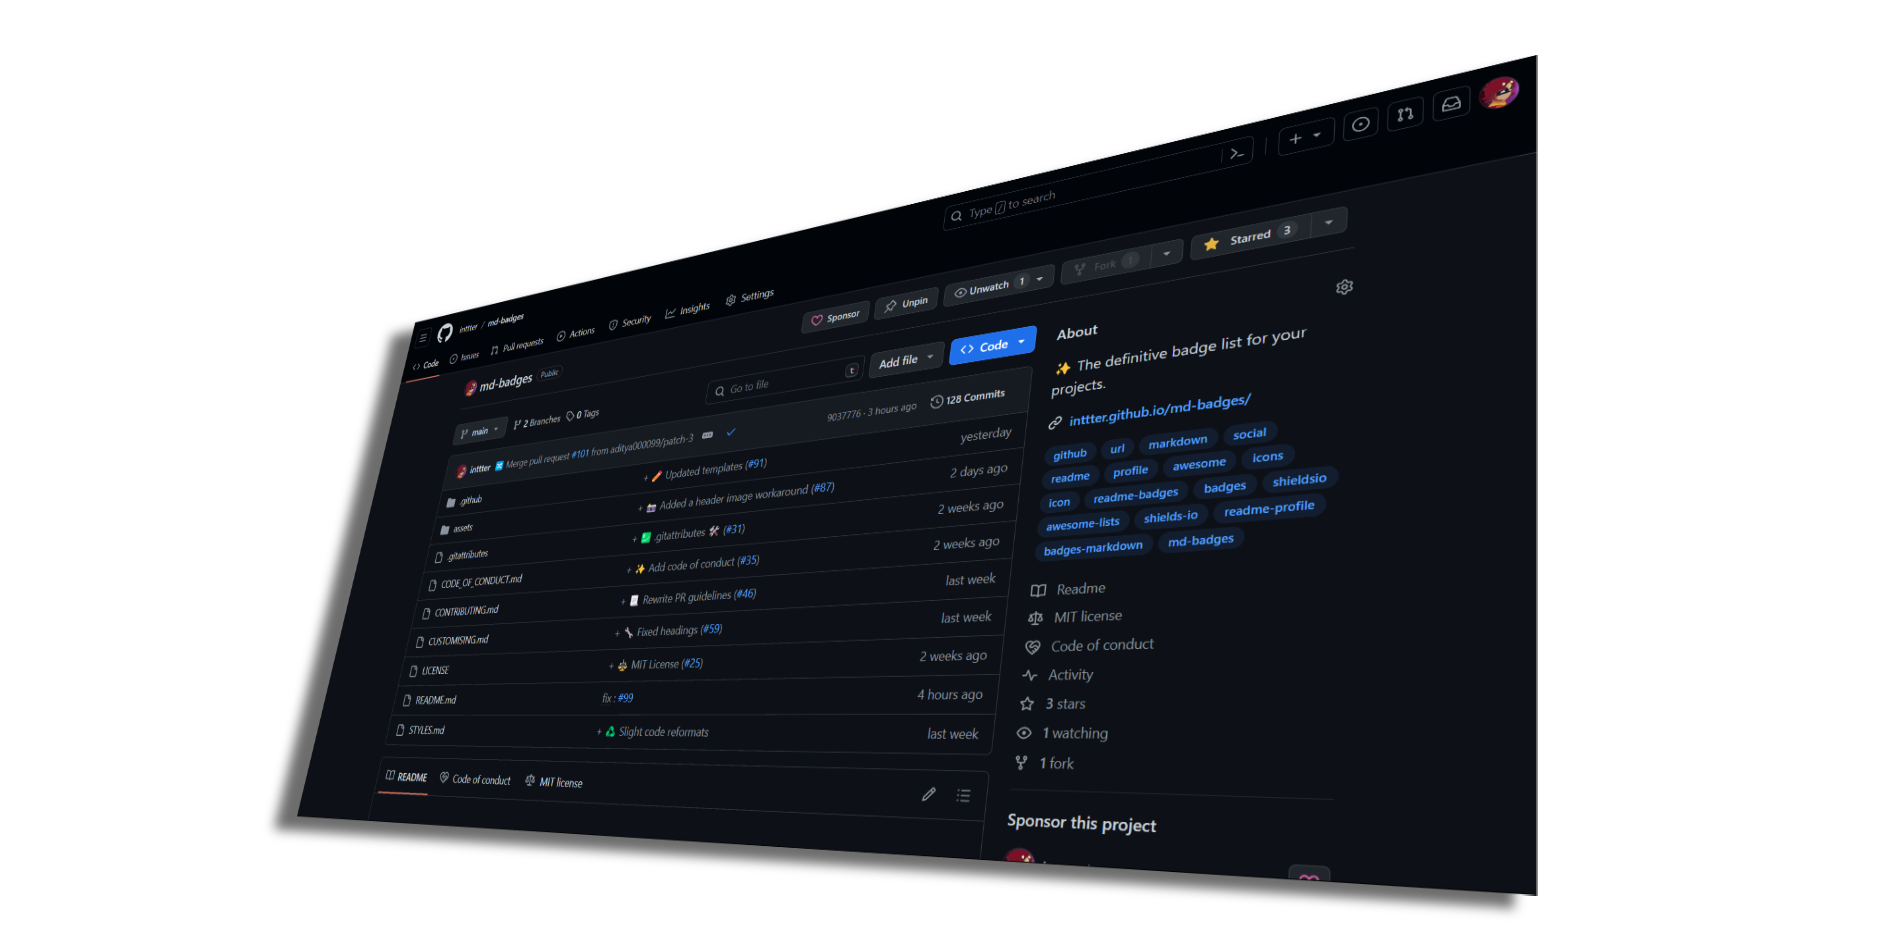 Type / to search
inttter / md-badges
Code Issues Pull requests Actions Security Insights Settings
md-badges Public
Sponsor Unpin Unwatch 1 Fork 1 Starred 3
main 2 Branches 0 Tags Go to file t Add file Code
inttter Merge pull request #101 from aditya000099/patch-3 9037776 · 3 hours ago 128 Commits
.github + Updated templates (#91) yesterday
assets + Added a header image workaround (#87) 2 days ago
.gitattributes + .gitattributes (#31) 2 weeks ago
CODE_OF_CONDUCT.md + Add code of conduct (#35) 2 weeks ago
CONTRIBUTING.md + Rewrite PR guidelines (#46) last week
CUSTOMISING.md + Fixed headings (#59) last week
LICENSE + MIT License (#25) 2 weeks ago
README.md fix : #99 4 hours ago
STYLES.md + Slight code reformats last week
README Code of conduct MIT license
About
The definitive badge list for your
projects.
inttter.github.io/md-badges/
github url markdown social
readme profile awesome icons
icon readme-badges badges shieldsio
awesome-lists shields-io readme-profile
badges-markdown md-badges
Readme
MIT license
Code of conduct
Activity
3 stars
1 watching
1 fork
Sponsor this project